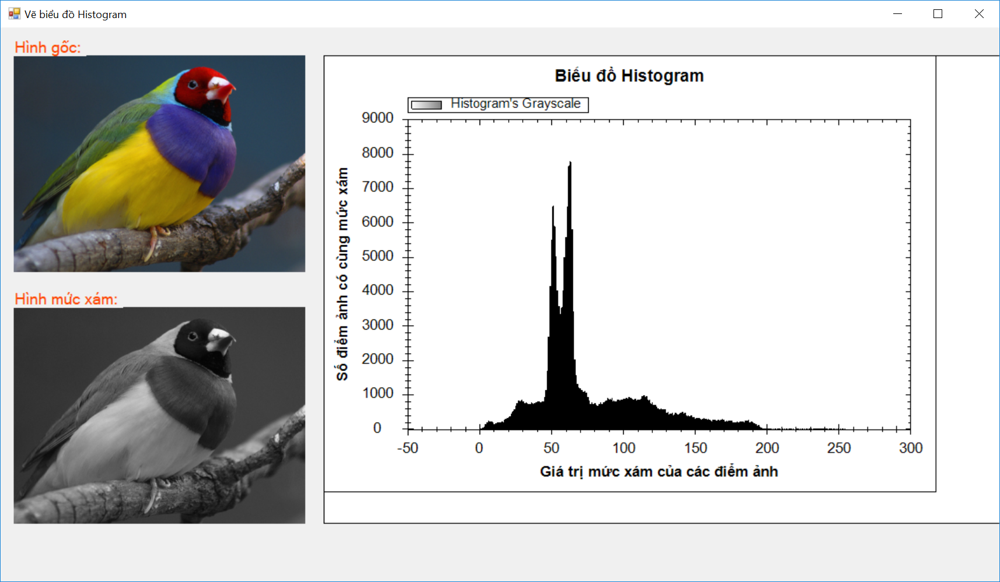 Vẽ biểu đồ Histogram
Hình gốc:
Hình mức xám:
Biểu đồ Histogram
Histogram's Grayscale
Số điểm ảnh có cùng mức xám
9000
8000
7000
6000
5000
4000
3000
2000
1000
0
-50 0 50 100 150 200 250 300
Giá trị mức xám của các điểm ảnh